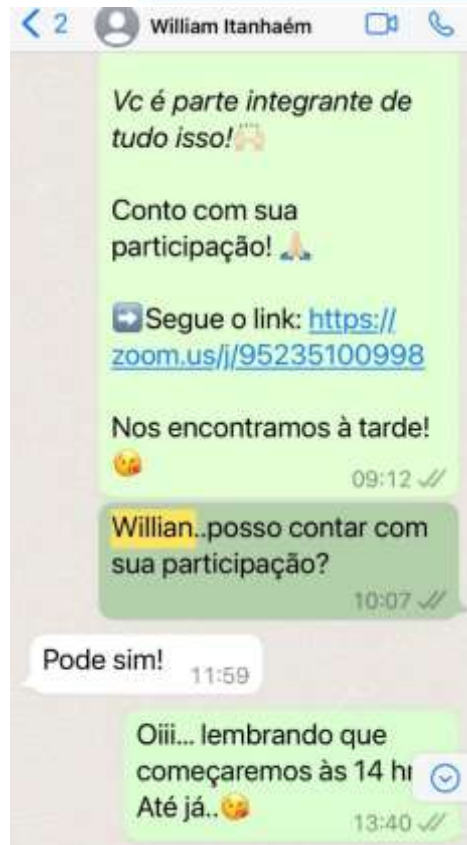 2 William Itanhaém
Vc é parte integrante de
tudo isso!🙌🏻
Conto com sua
participação! 🙏🏻
➡️Segue o link: https://
zoom.us/j/95235100998
Nos encontramos à tarde!
😘
09:12
Willian..posso contar com
sua participação?
10:07
Pode sim!
11:59
Oiii... lembrando que
começaremos às 14 hr
Até já..😘
13:40